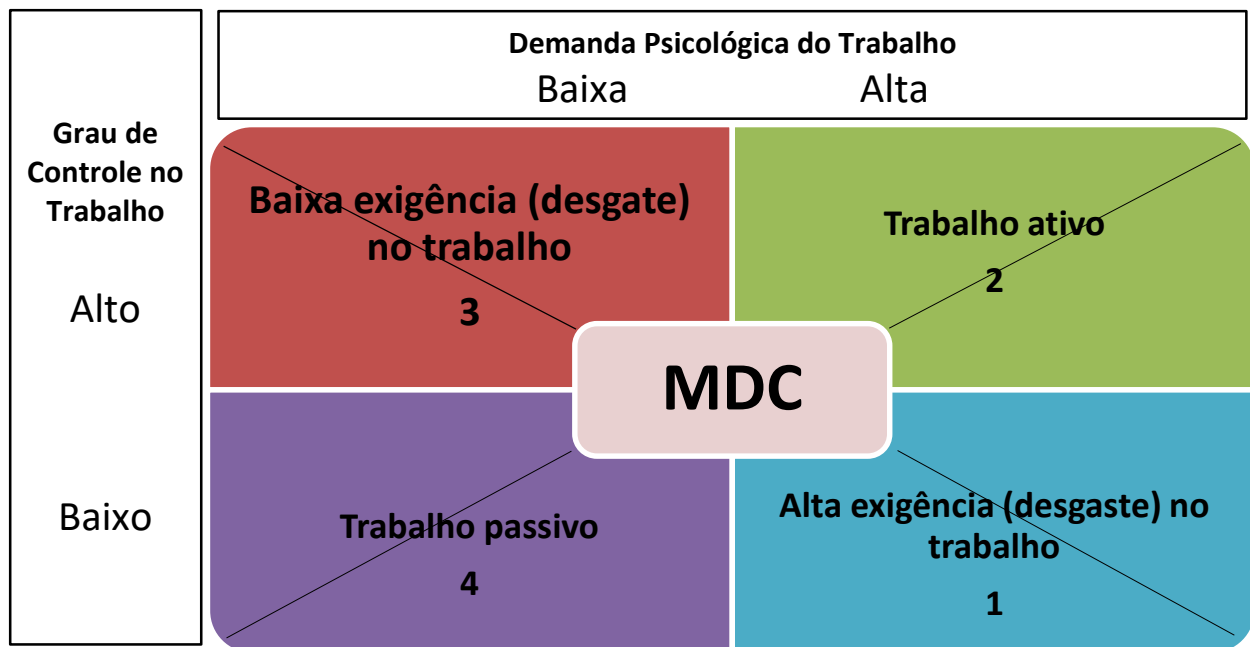 Demanda Psicológica do Trabalho
Baixa Alta
Grau de
Controle no
Trabalho
Alto
Baixo
Baixa exigência (desgate)
no trabalho
3
Trabalho ativo
2
MDC
Trabalho passivo
4
Alta exigência (desgaste) no
trabalho
1